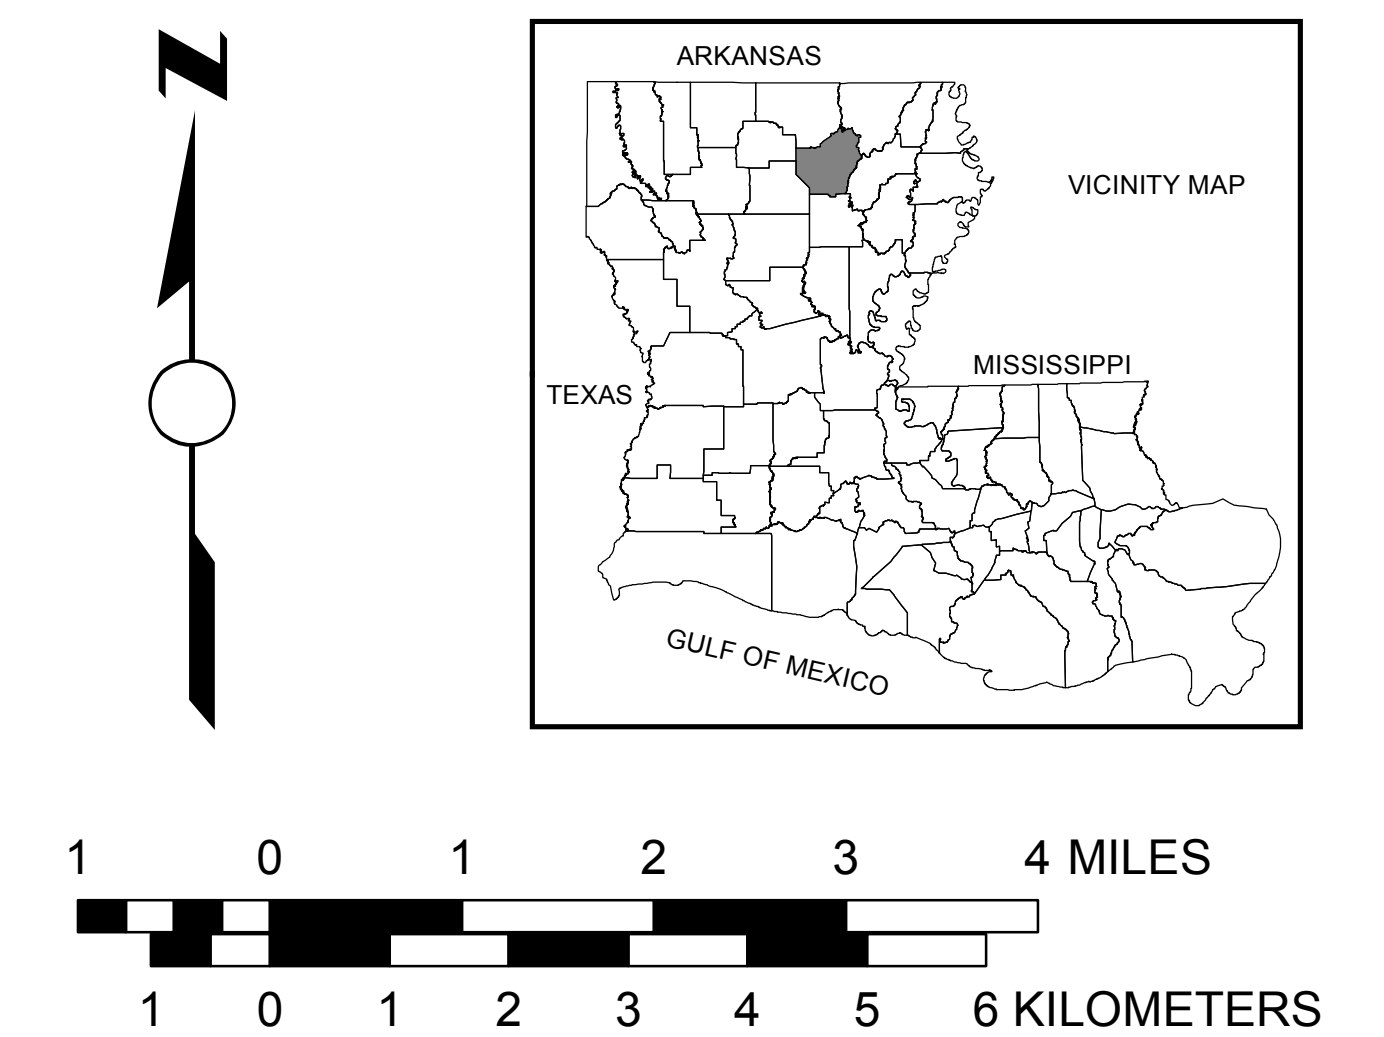 N
ARKANSAS
VICINITY MAP
MISSISSIPPI
TEXAS
GULF OF MEXICO
1 0 1 2 3 4 MILES
1 0 1 2 3 4 5 6 KILOMETERS